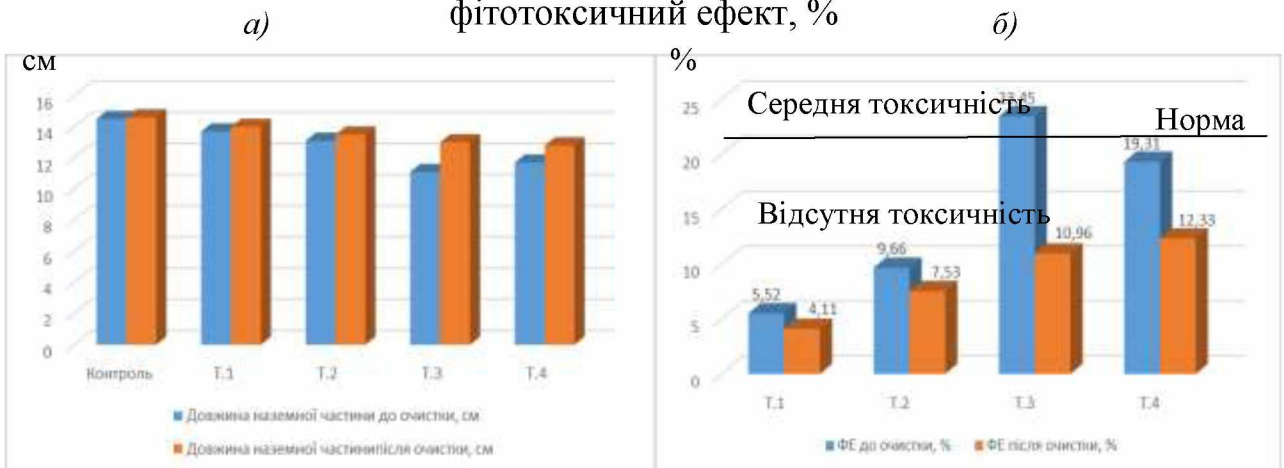 фітотоксичний ефект, %
а)
б)
см
16
14
12
10
8
6
4
2
0
Контроль Т.1 Т.2 Т.3 Т.4
Довжина наземної частини до очистки, см
Довжина наземної частинипісля очистки, см
%
25
20
15
10
5
0
Середня токсичність
Норма
Відсутня токсичність
5,52
4,11
9,66
7,53
23,45
10,96
19,31
12,33
Т.1 Т.2 Т.3 Т.4
ФЕ до очистки, % ФЕ після очистки, %